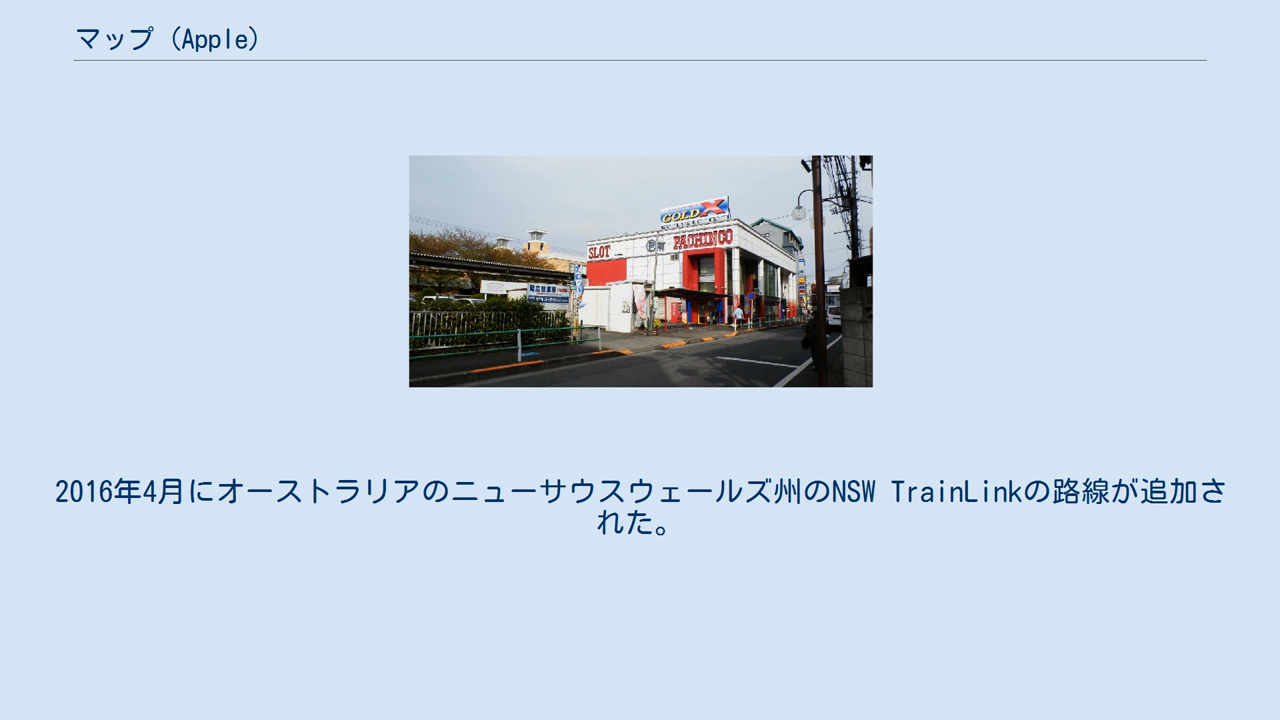 マップ（Apple）
GOLD X
SLOT
P
PACHINCO
2016年4月にオーストラリアのニューサウスウェールズ州のNSW TrainLinkの路線が追加さ
れた。